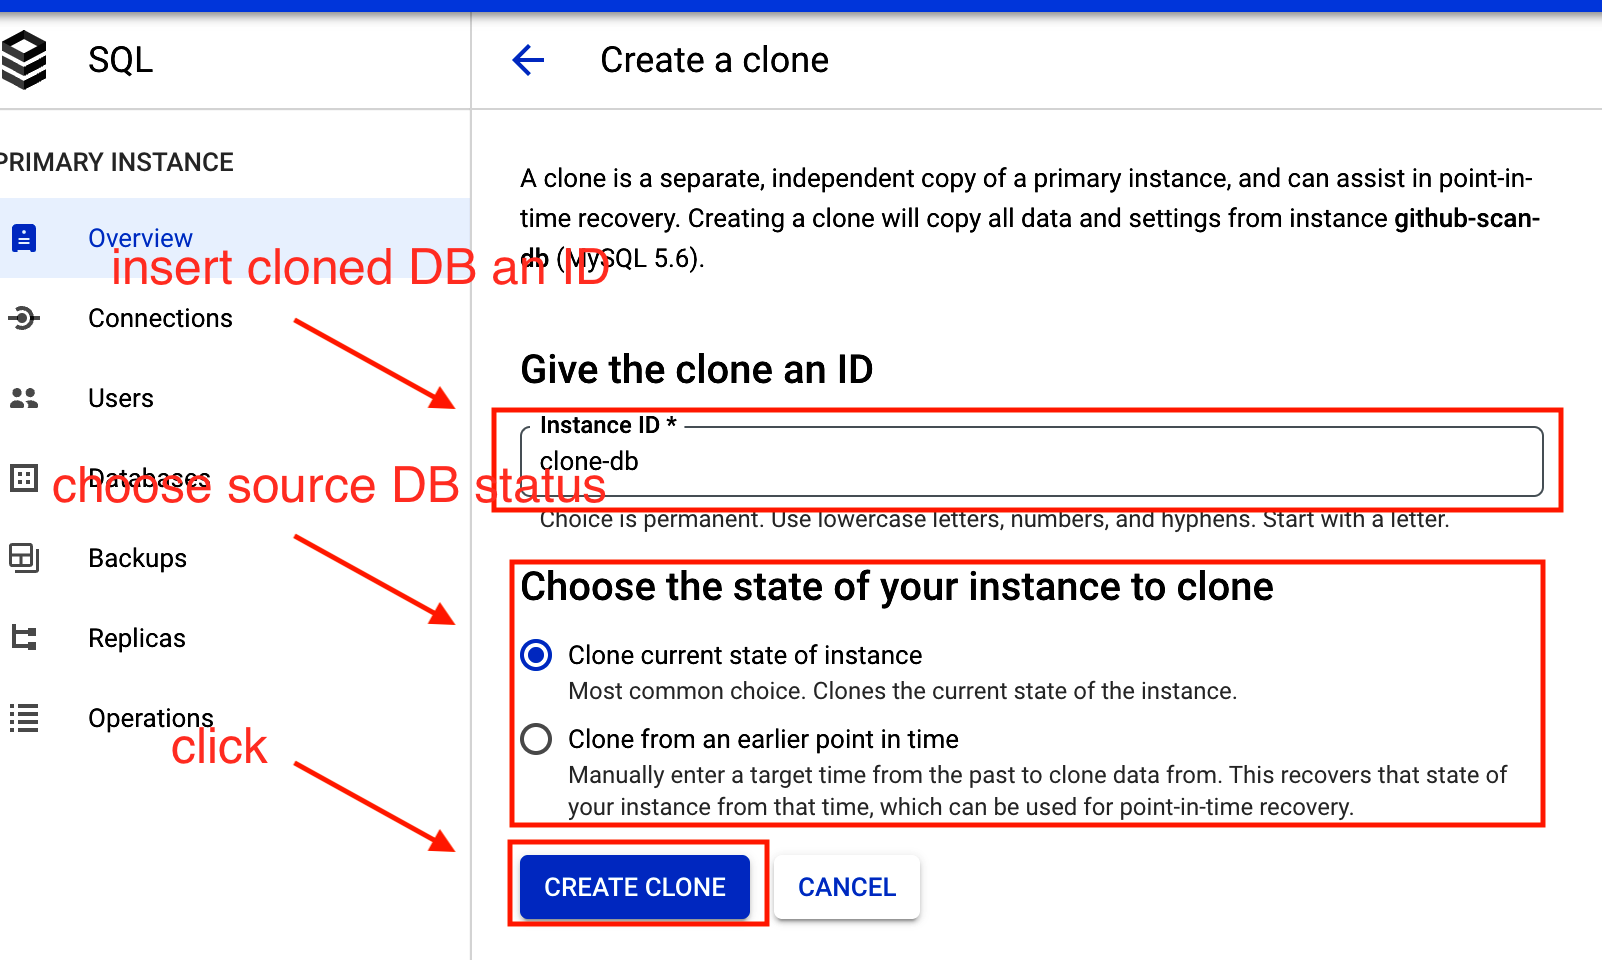 SQL
Create a clone
PRIMARY INSTANCE
Overview
Connections
Users
Databases
Backups
Replicas
Operations
insert cloned DB an ID
choose source DB status
click
A clone is a separate, independent copy of a primary instance, and can assist in point-in-
time recovery. Creating a clone will copy all data and settings from instance github-scan-
db (MySQL 5.6).
Give the clone an ID
Instance ID *
clone-db
Choice is permanent. Use lowercase letters, numbers, and hyphens. Start with a letter.
Choose the state of your instance to clone
Clone current state of instance
Most common choice. Clones the current state of the instance.
Clone from an earlier point in time
Manually enter a target time from the past to clone data from. This recovers that state of
your instance from that time, which can be used for point-in-time recovery.
CREATE CLONE
CANCEL